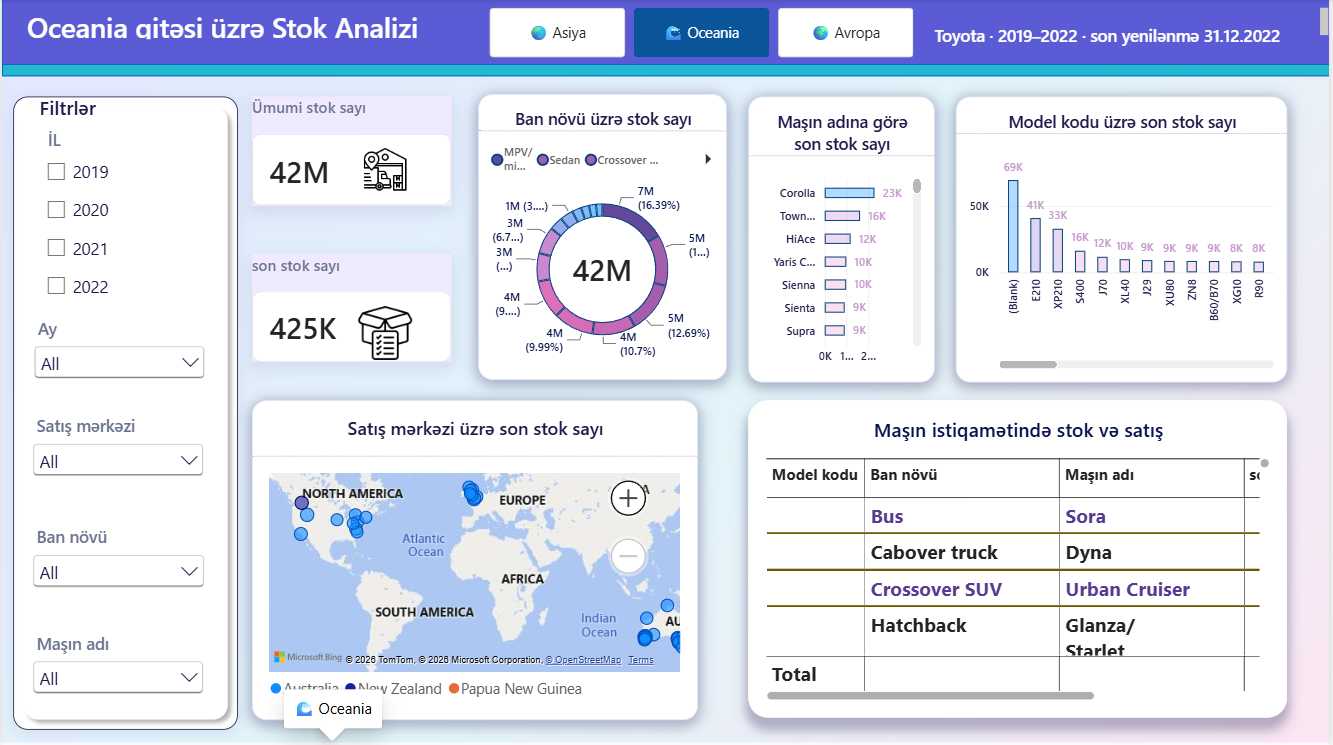 Oceania qitəsi üzrə Stok Analizi
Asiya
Oceania
Avropa
Toyota · 2019–2022 · son yenilənmə 31.12.2022
Filtrlər
İL
2019
2020
2021
2022
Ay
All
Satış mərkəzi
All
Ban növü
All
Maşın adı
All
Ümumi stok sayı
42M
son stok sayı
425K
Ban növü üzrə stok sayı
MPV/
mi...
Sedan
Crossover ...
7M
(16.39%)
5M
(1...)
5M
(12.69%)
4M
(10.7%)
4M
(9.99%)
4M
(9....)
3M
(...)
3M
(6.7...)
1M (3....)
42M
Maşın adına görə
son stok sayı
Corolla 23K
Town... 16K
HiAce 12K
Yaris C... 10K
Sienna 10K
Sienta 9K
Supra 9K
0K 1... 2...
Model kodu üzrə son stok sayı
50K
0K
69K
41K
33K
16K
12K
10K
9K
9K
9K
9K
8K
8K
(Blank)
E210
XP210
S400
J70
XL40
J29
XU80
ZN8
B60/B70
XG10
R90
Satış mərkəzi üzrə son stok sayı
NORTH AMERICA
EUROPE
A
Atlantic
Ocean
AFRICA
SOUTH AMERICA
Indian
Ocean
AU
Microsoft Bing
© 2026 TomTom, © 2026 Microsoft Corporation, © OpenStreetMap Terms
Australia New Zealand Papua New Guinea
Oceania
Maşın istiqamətində stok və satış
Model kodu Ban növü Maşın adı
Bus Sora
Cabover truck Dyna
Crossover SUV Urban Cruiser
Hatchback Glanza/
Starlet
Total